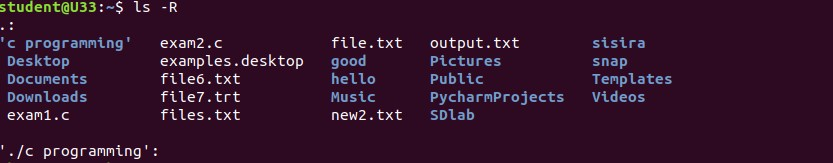 student@U33:~$ ls -R
.:
'c programming' exam2.c file.txt output.txt sisira
Desktop examples.desktop good Pictures snap
Documents file6.txt hello Public Templates
Downloads file7.trt Music PycharmProjects Videos
exam1.c files.txt new2.txt SDlab
'./c programming':